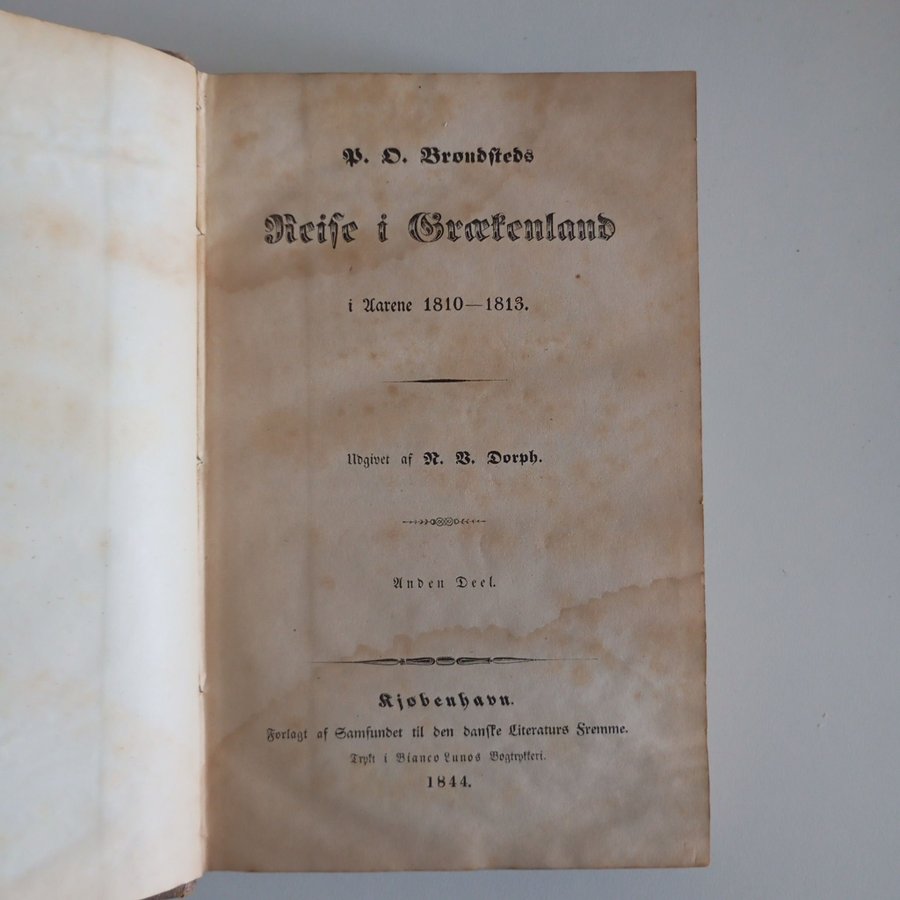 P. O. Brøndsteds
Reise i Grækenland
i Aarene 1810—1813.
Udgivet af N. V. Dorph.
Anden Deel.
Kjøbenhavn.
Forlagt af Samfundet til den danske Literaturs Fremme.
Trykt i Bianco Lunos Bogtrykkeri.
1844.